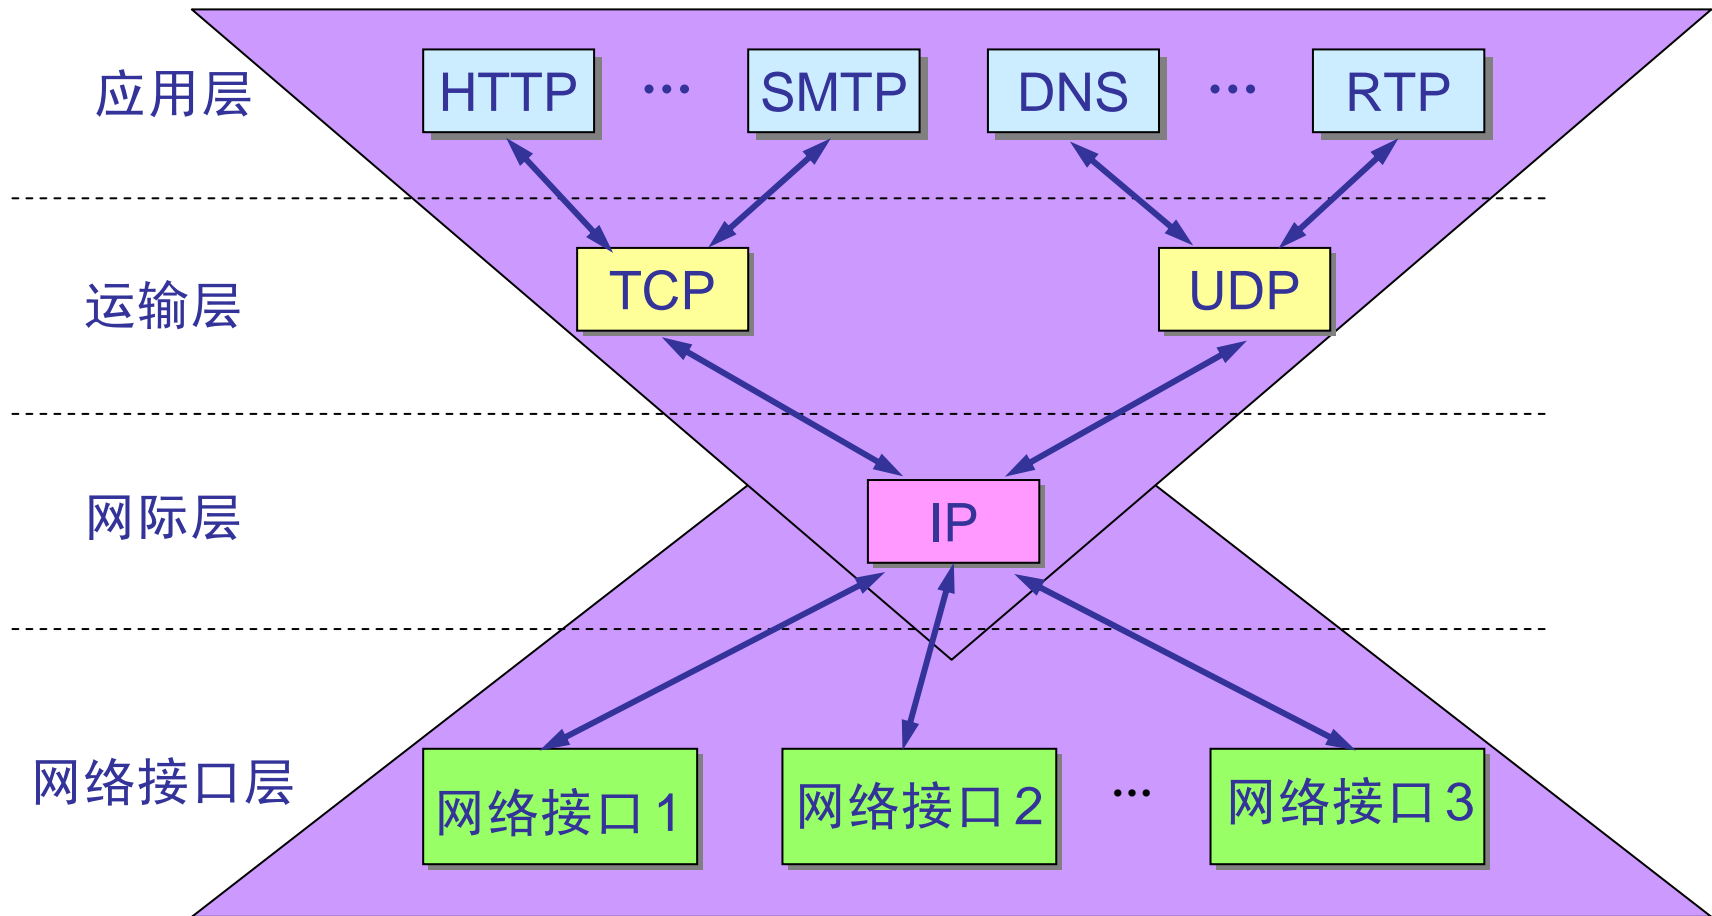 应用层
HTTP ... SMTP DNS ... RTP
运输层
TCP UDP
网际层
IP
网络接口层
网络接口1 网络接口2 ... 网络接口3